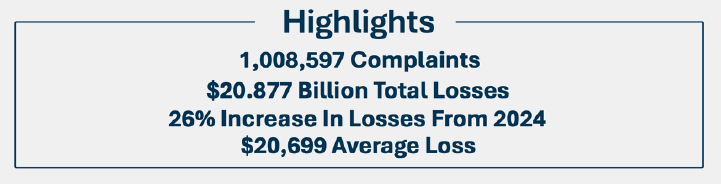 Highlights
1,008,597 Complaints
$20.877 Billion Total Losses
26% Increase In Losses From 2024
$20,699 Average Loss